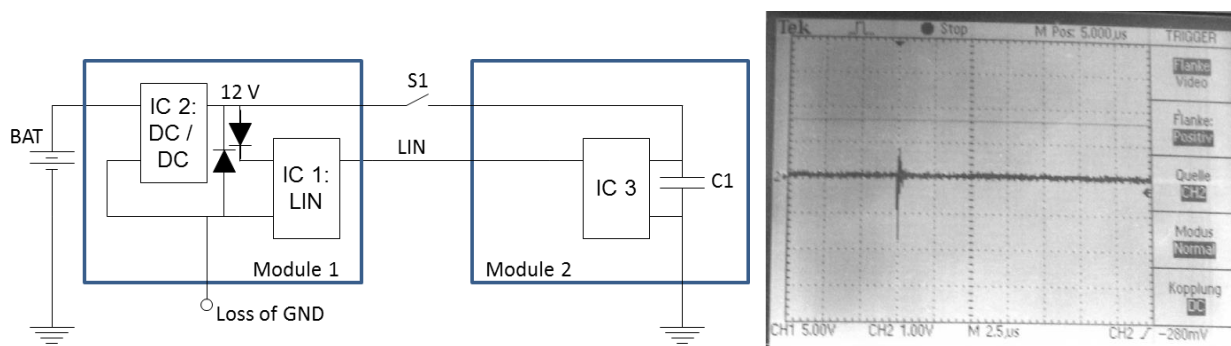 IC 2:
DC /
DC
12 V
S1
BAT
LIN
IC 1:
LIN
IC 3
C1
Module 1
Module 2
Loss of GND
Tek
Stop
M Pos: 5.000µs
TRIGGER
Flanke
Video
Flanke:
Positiv
Quelle
CH2
Modus
Normal
Kopplung
DC
2
CH1 5.00V CH2 1.00V M 2.5µs CH2 -280mV